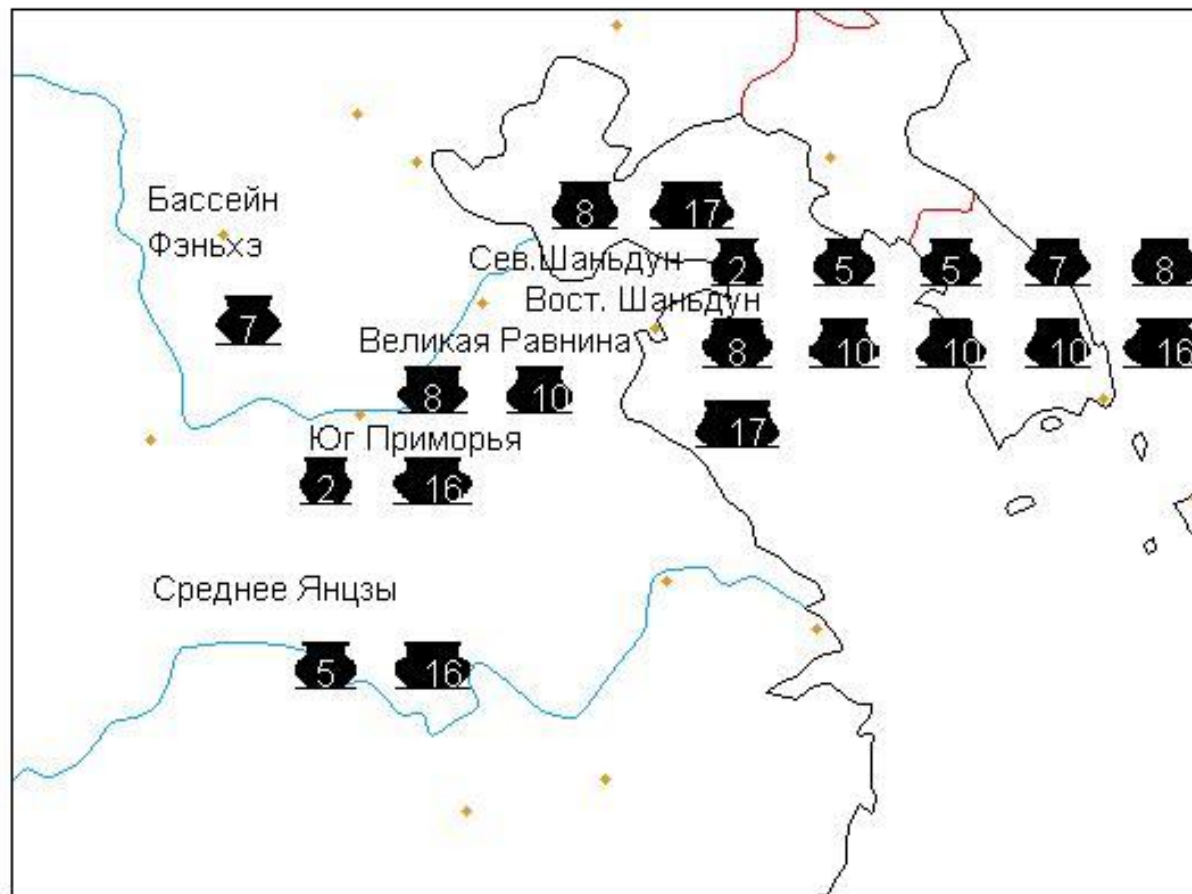 Бассейн
Фэньхэ
7
8 17
Сев.Шаньдун
2 5 5 7 8
Вост. Шаньдун
8 10 10 10 16
17
Великая Равнина
8 10
Юг Приморья
2 16
Среднее Янцзы
5 16